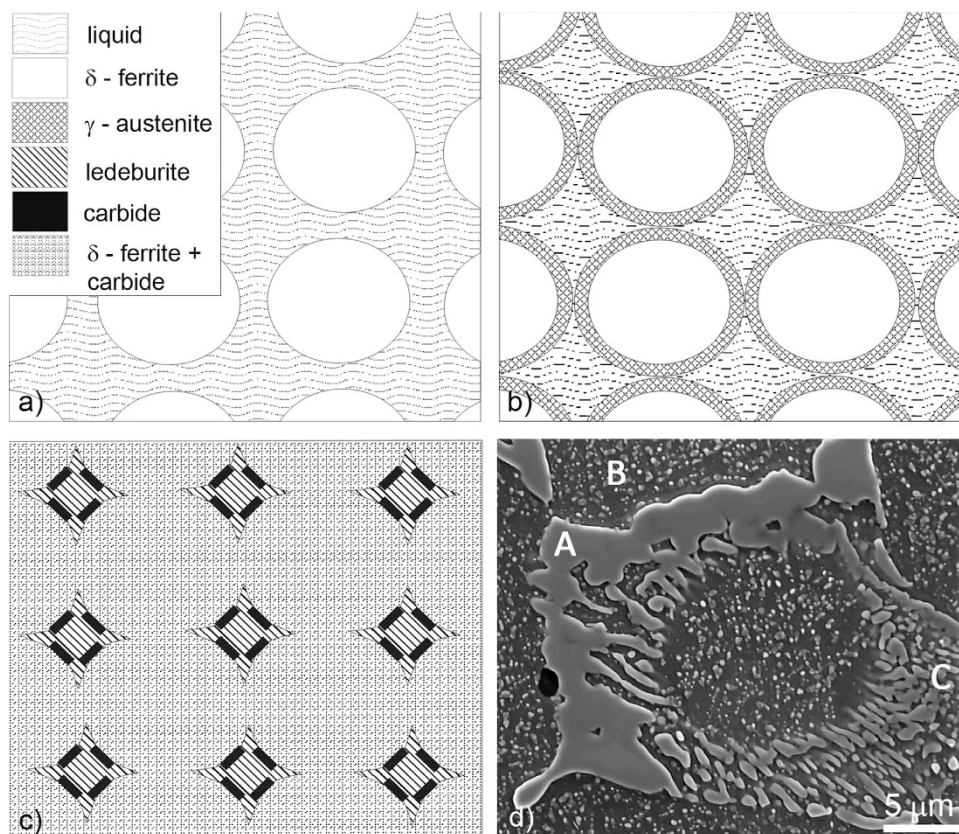 liquid
δ - ferrite
γ - austenite
ledeburite
carbide
δ - ferrite +
carbide
a)
b)
c)
d)
A
B
C
5 μm